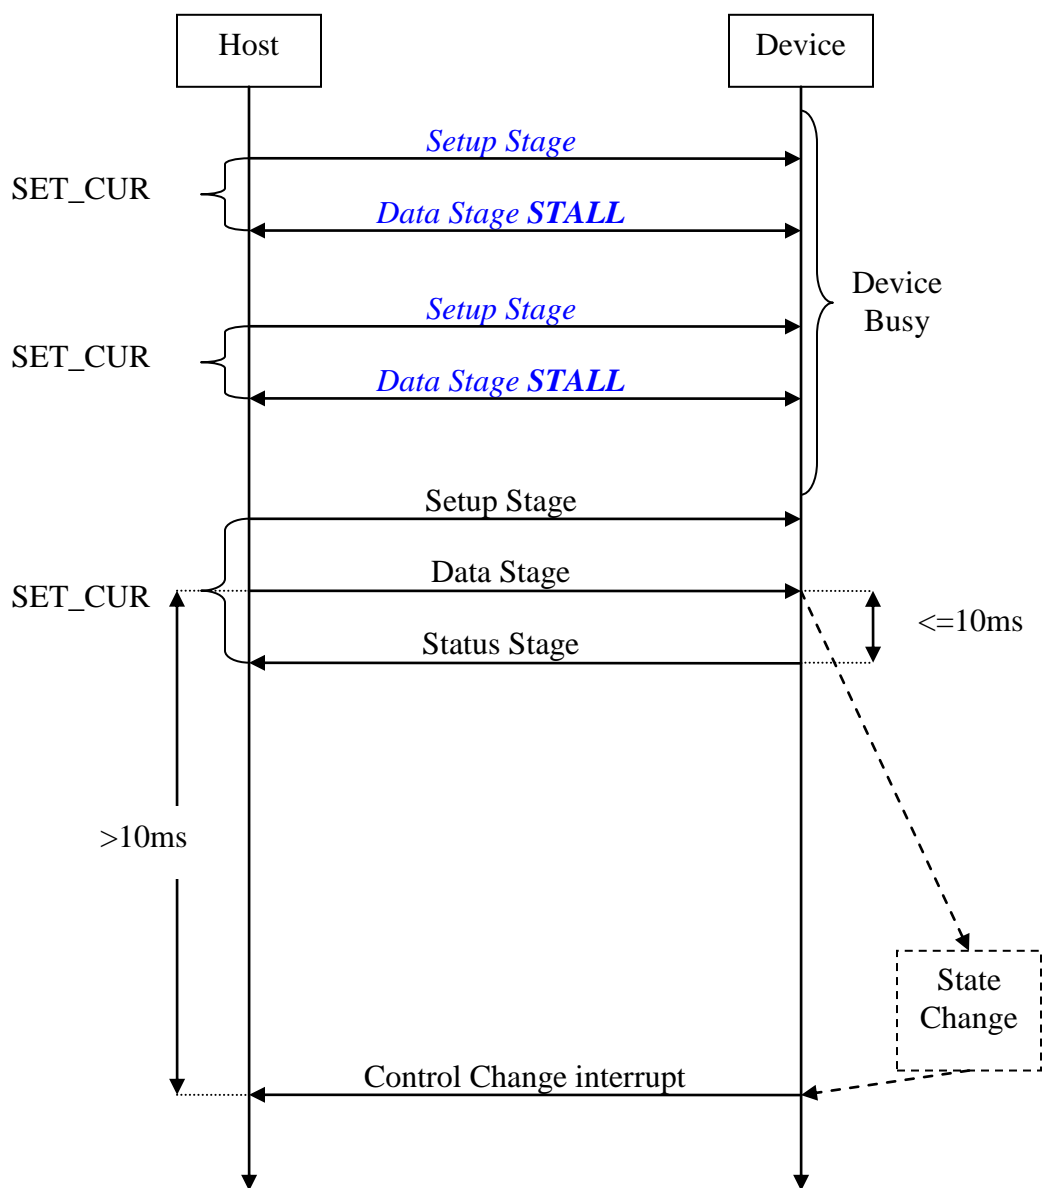 Host
Device
Setup Stage
SET_CUR
Data Stage STALL
Device
Busy
Setup Stage
SET_CUR
Data Stage STALL
Setup Stage
Data Stage
SET_CUR
<=10ms
Status Stage
>10ms
State
Change
Control Change interrupt